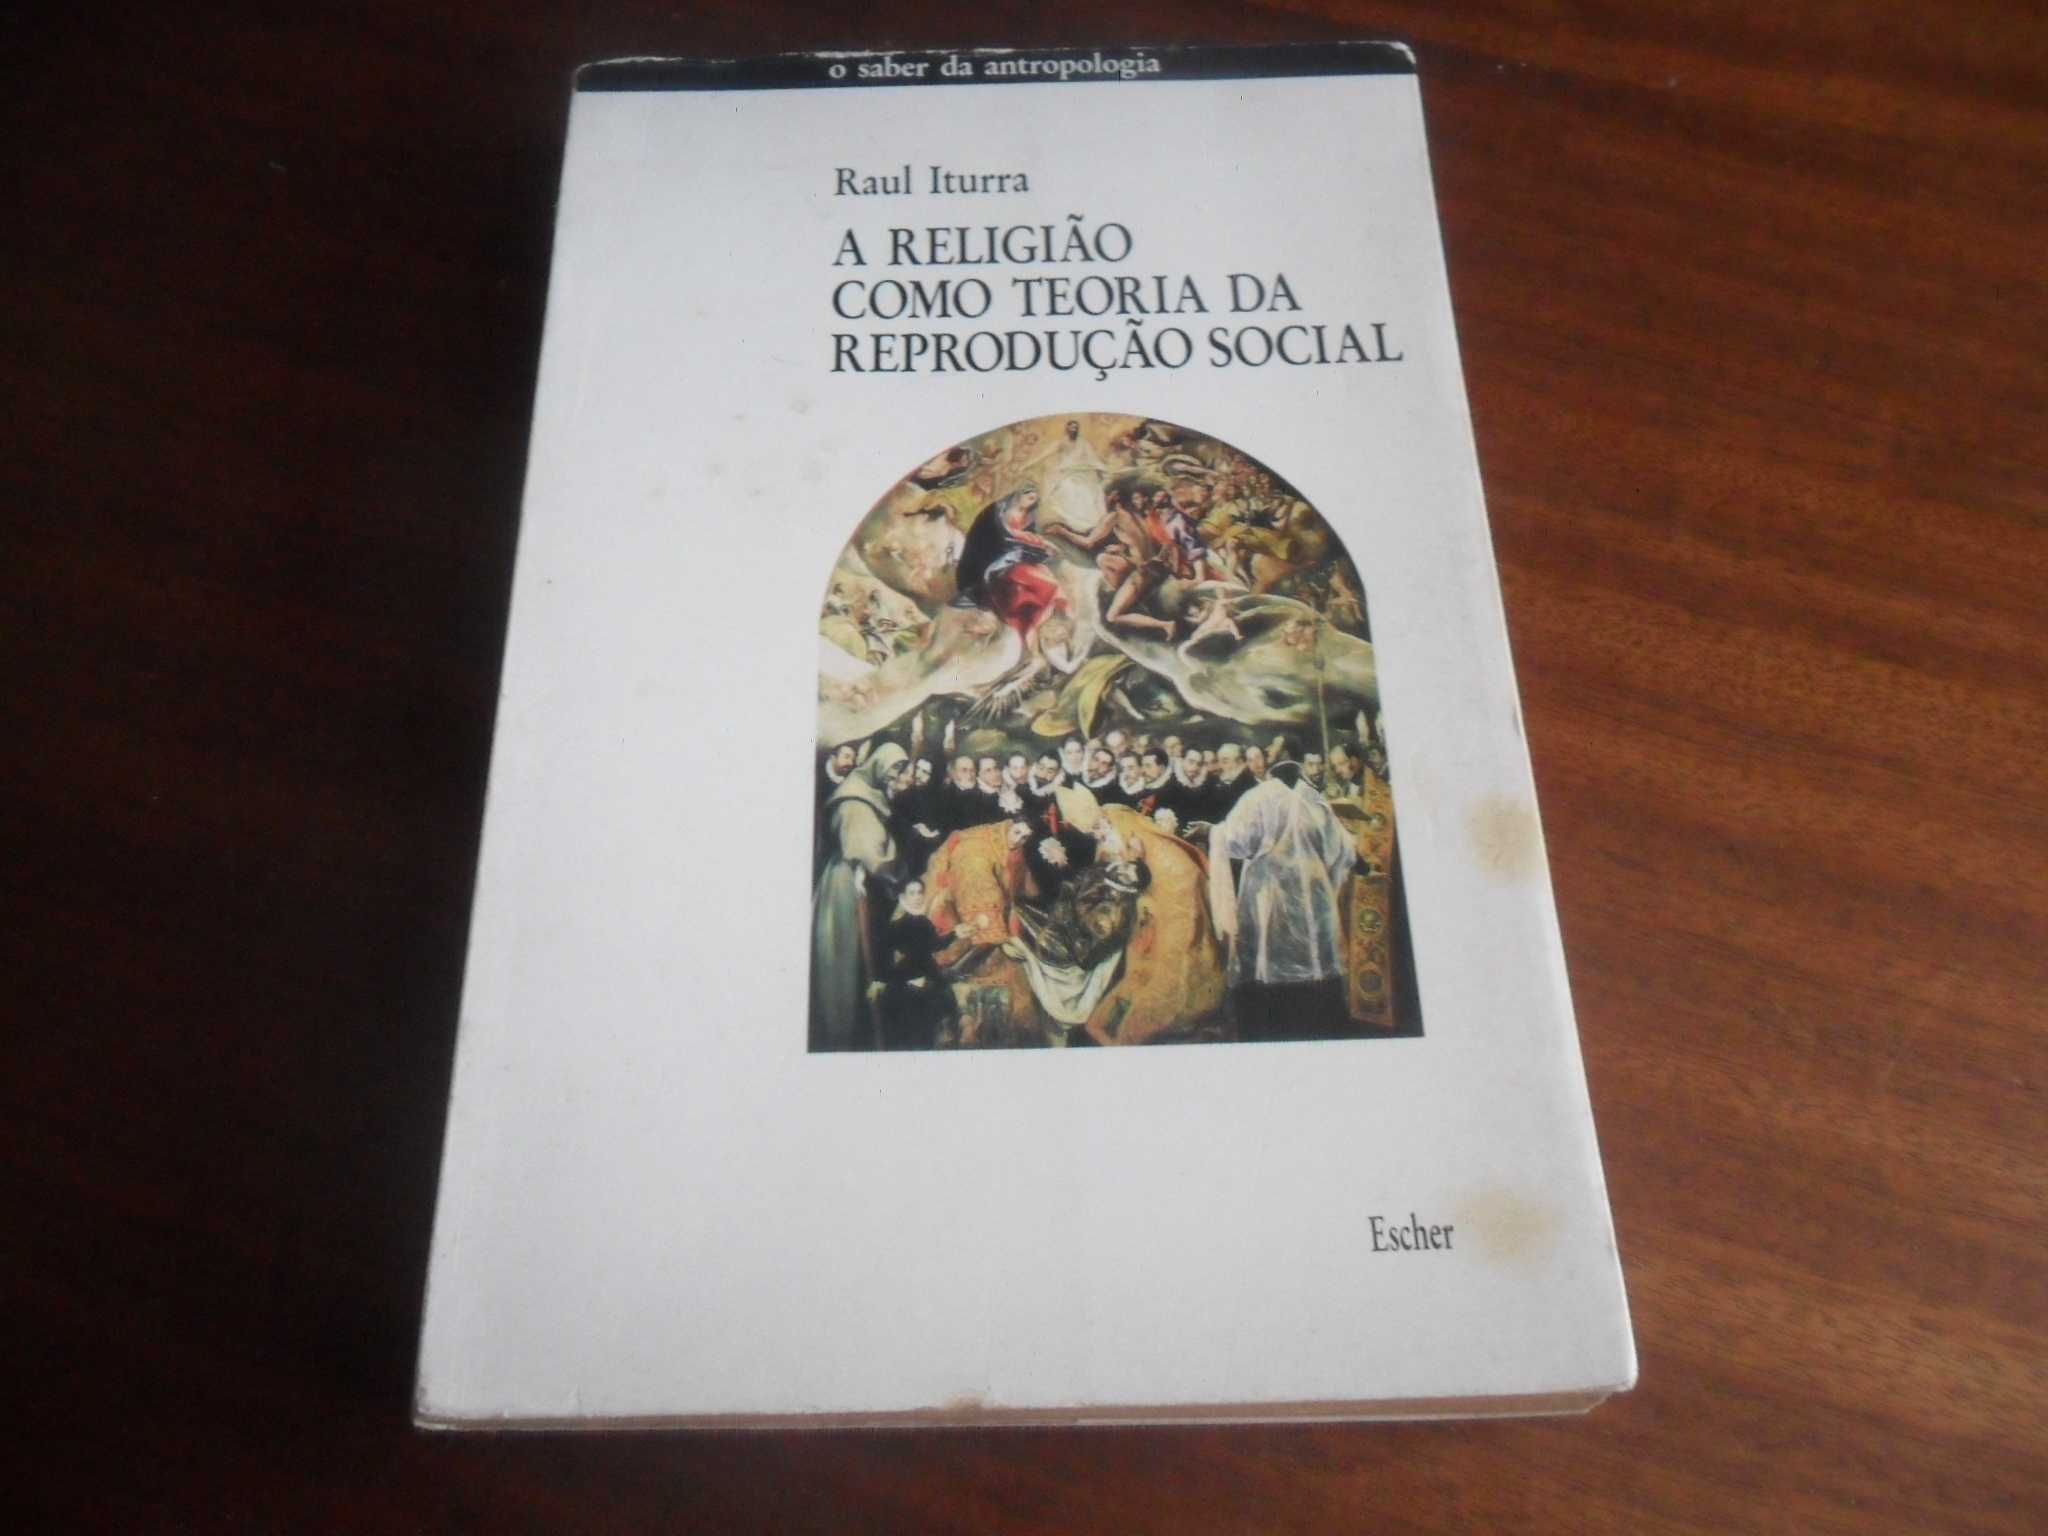 o saber da antropologia
Raul Iturra
A RELIGIÃO
COMO TEORIA DA
REPRODUÇÃO SOCIAL
Escher